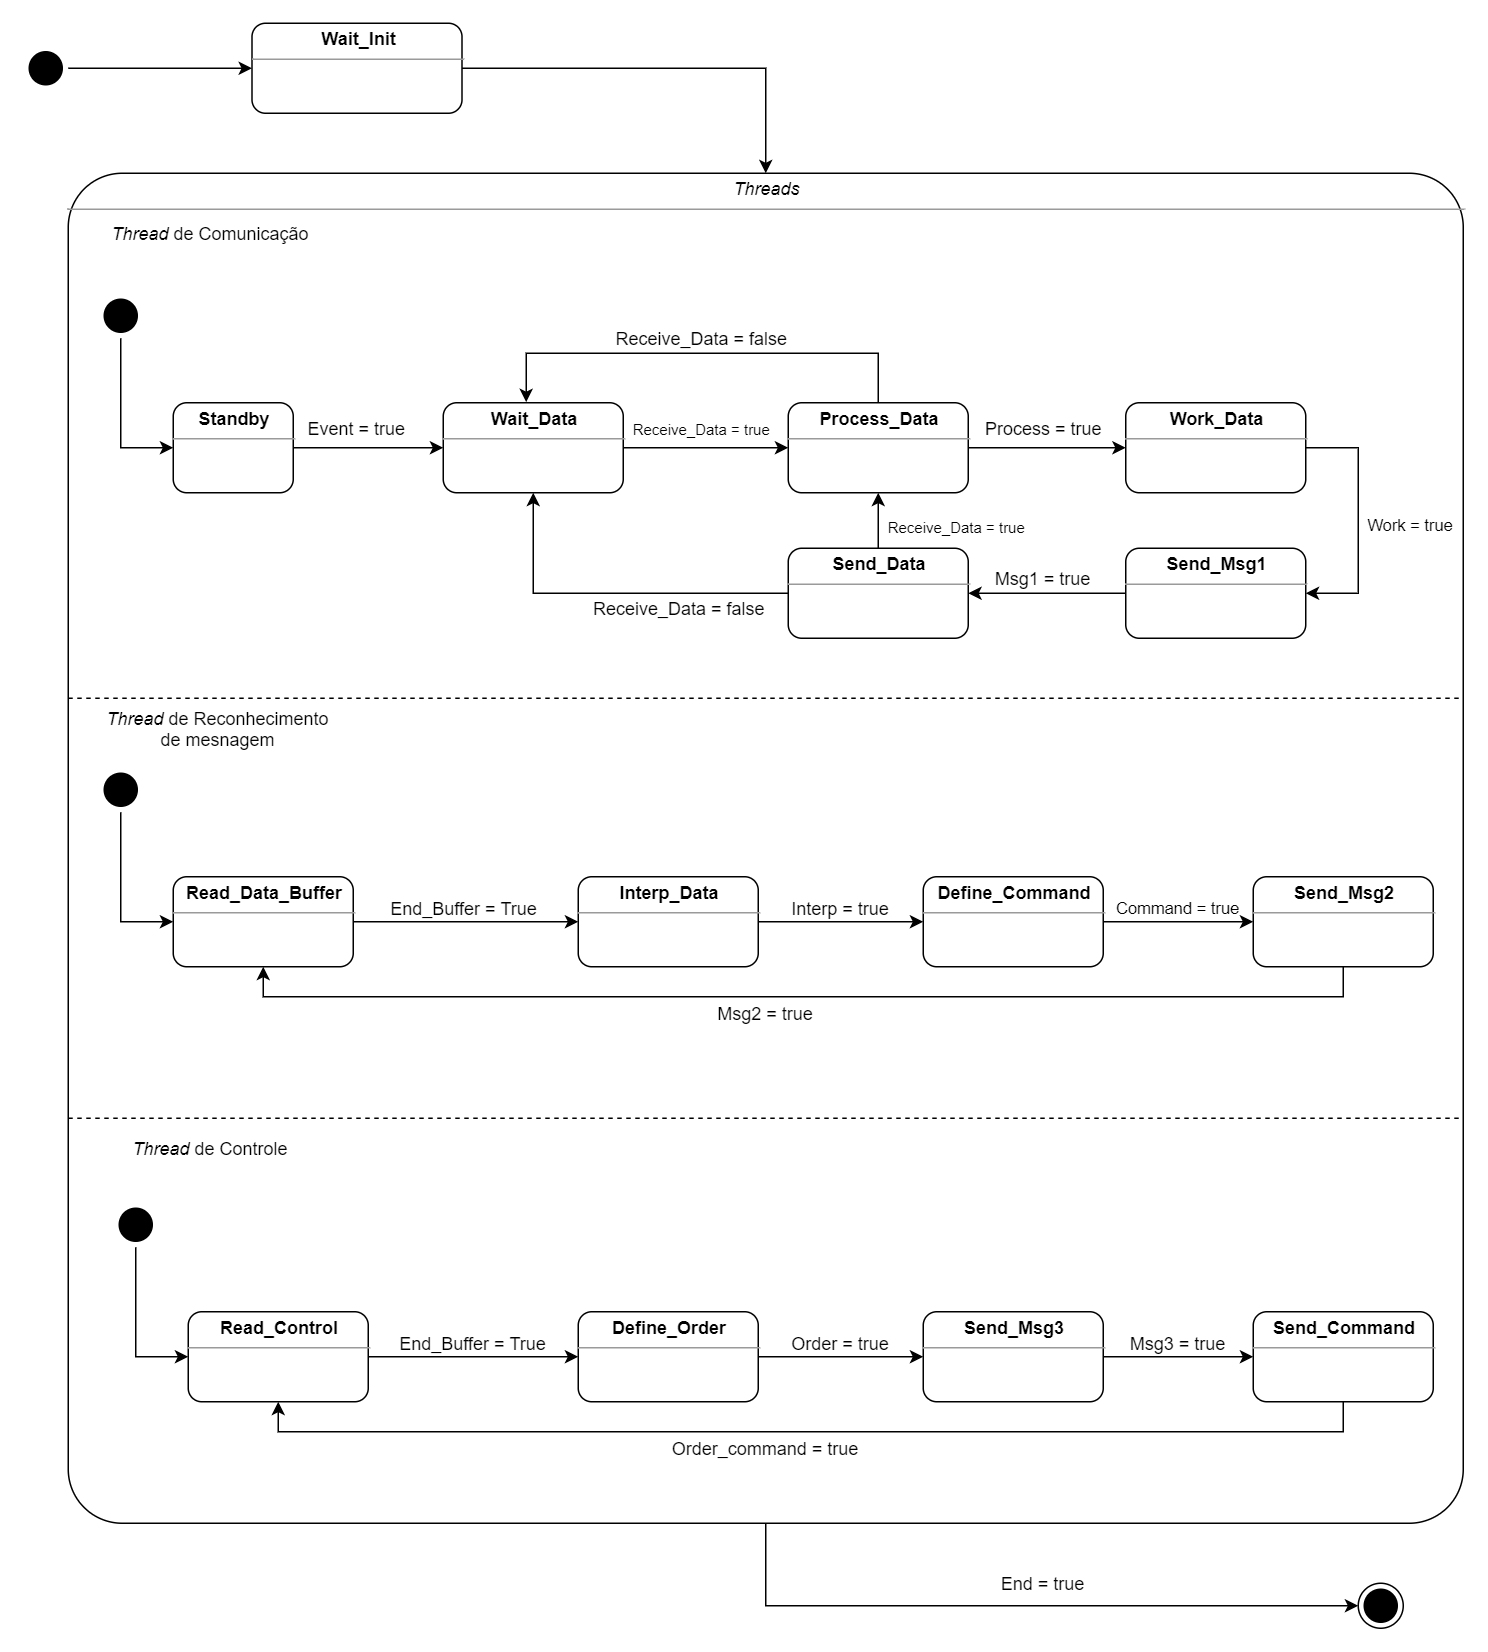 Wait_Init
Threads
Thread de Comunicação
Receive_Data = false
Standby
Event = true
Wait_Data
Receive_Data = true
Process_Data
Process = true
Work_Data
Work = true
Receive_Data = true
Send_Data
Msg1 = true
Send_Msg1
Receive_Data = false
Thread de Reconhecimento
de mesnagem
Read_Data_Buffer
End_Buffer = True
Interp_Data
Interp = true
Define_Command
Command = true
Send_Msg2
Msg2 = true
Thread de Controle
Read_Control
End_Buffer = True
Define_Order
Order = true
Send_Msg3
Msg3 = true
Send_Command
Order_command = true
End = true